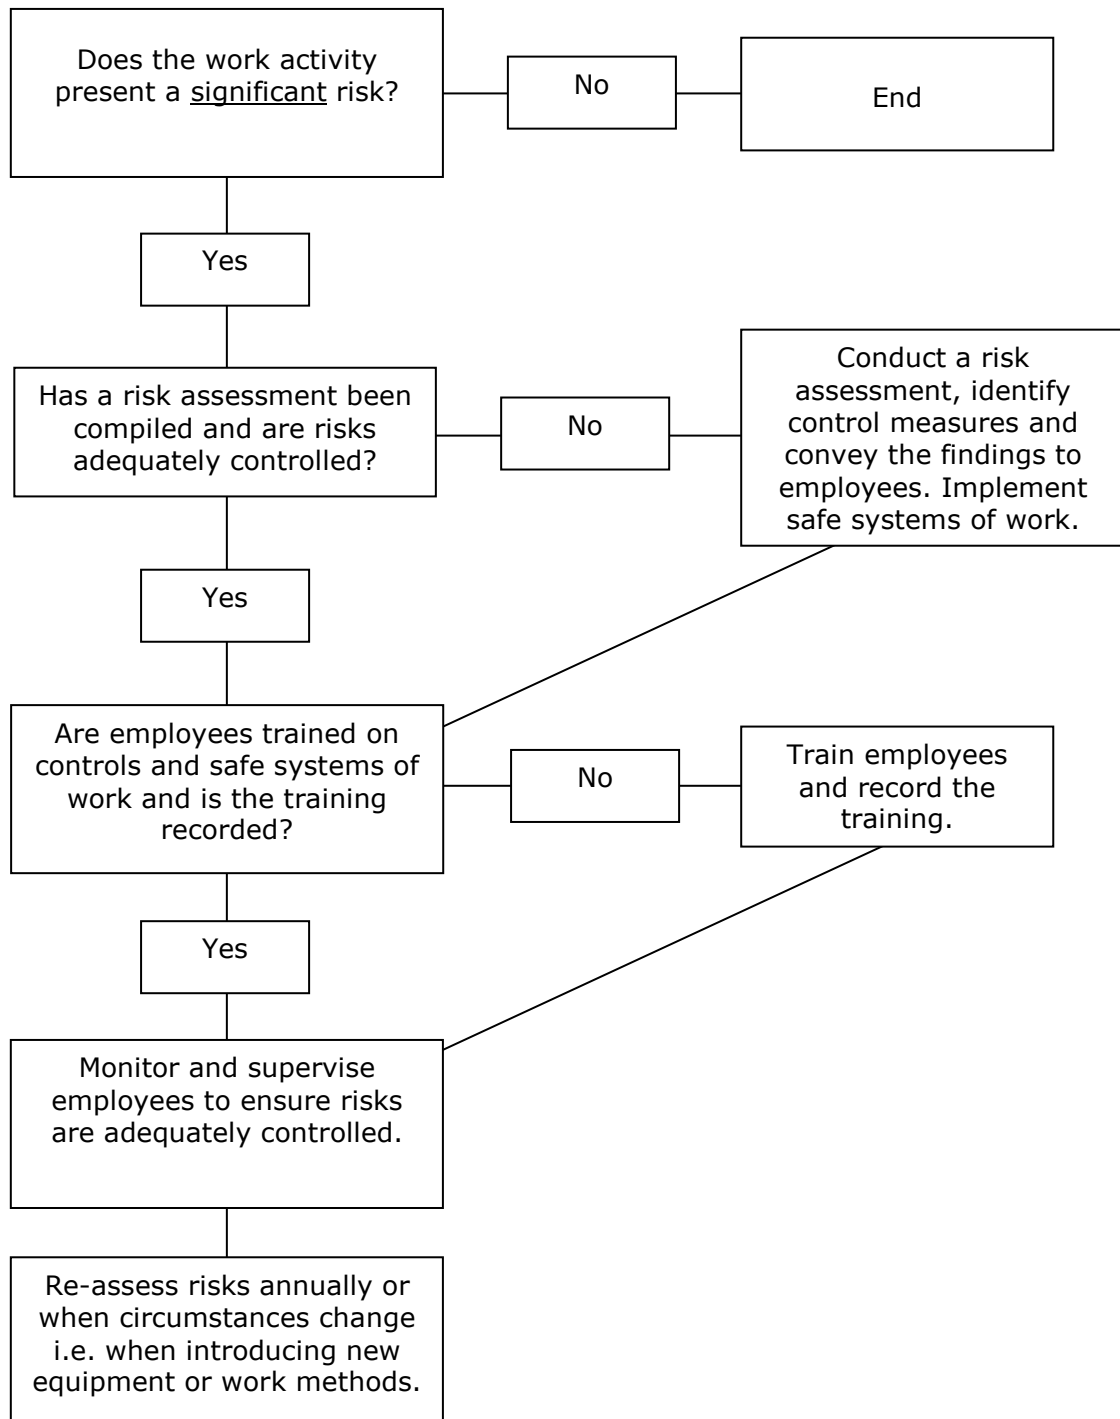 Does the work activity
present a significant risk?
No
End
Yes
Has a risk assessment been
compiled and are risks
adequately controlled?
No
Conduct a risk
assessment, identify
control measures and
convey the findings to
employees. Implement
safe systems of work.
Yes
Are employees trained on
controls and safe systems of
work and is the training
recorded?
No
Train employees
and record the
training.
Yes
Monitor and supervise
employees to ensure risks
are adequately controlled.
Re-assess risks annually or
when circumstances change
i.e. when introducing new
equipment or work methods.